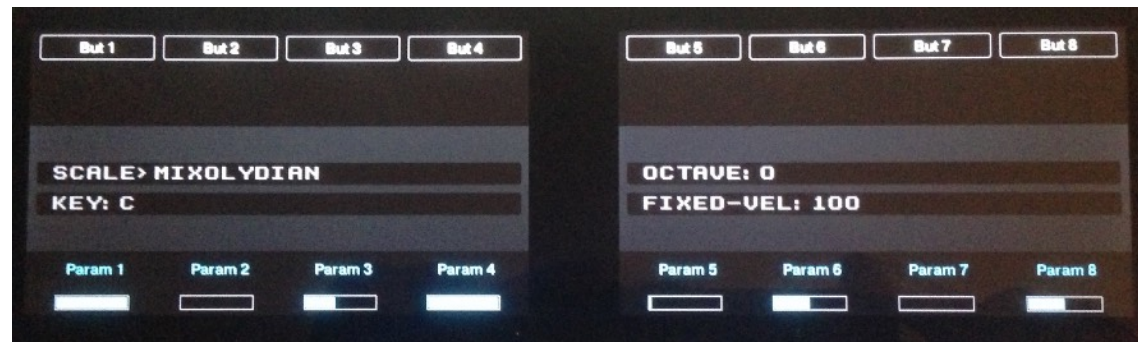 But 1 But 2 But 3 But 4 But 5 But 6 But 7 But 8
SCALE> MIXOLYDIAN OCTAVE: 0
KEY: C FIXED-VEL: 100
Param 1 Param 2 Param 3 Param 4 Param 5 Param 6 Param 7 Param 8